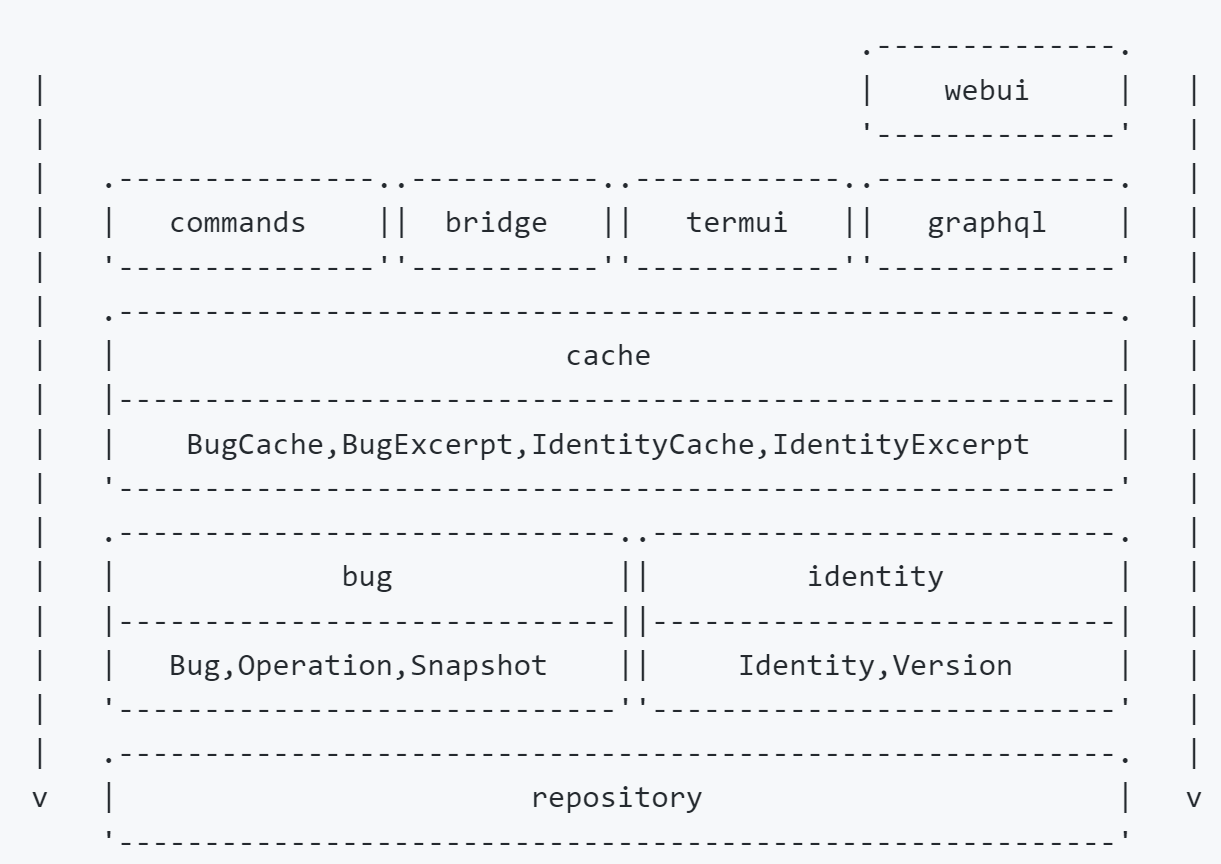 .--------------.
|                                                |    webui     |    |
|                                                '--------------'    |
|    .---------------..-----------..------------..--------------.    |
|    |   commands    ||  bridge   ||   termui   ||   graphql    |    |
|    '---------------''-----------''------------''--------------'    |
|    .----------------------------------------------------------.    |
|    |                          cache                           |    |
|    |----------------------------------------------------------|    |
|    |    BugCache,BugExcerpt,IdentityCache,IdentityExcerpt     |    |
|    '----------------------------------------------------------'    |
|    .-----------------------------..---------------------------.    |
|    |             bug             ||         identity          |    |
|    |-----------------------------||---------------------------|    |
|    |   Bug,Operation,Snapshot    ||     Identity,Version      |    |
|    '-----------------------------''---------------------------'    |
|    .----------------------------------------------------------.    |
v    |                        repository                        |    v
     '----------------------------------------------------------'